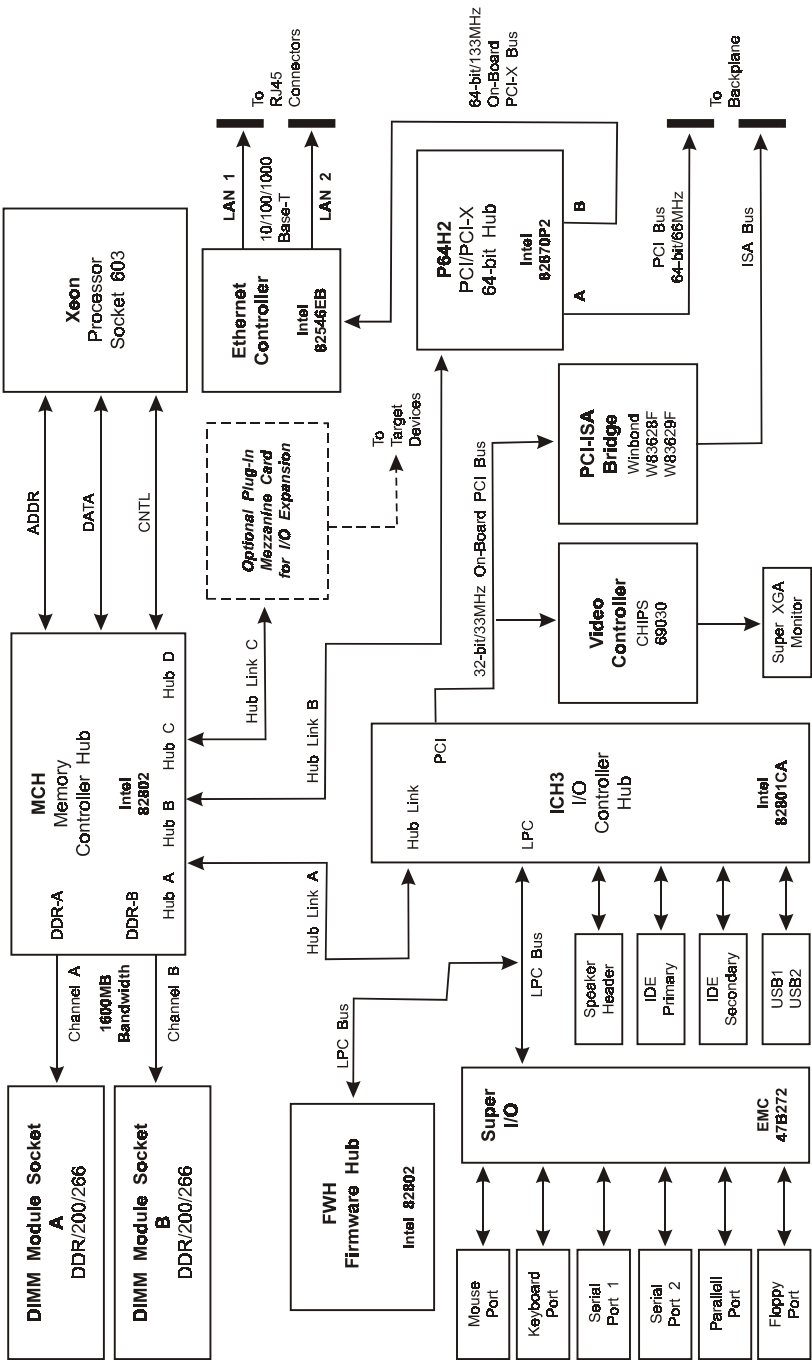 DIMM Module Socket
A
DDR/200/266
DIMM Module Socket
B
DDR/200/266
Channel A
1600MB
Bandwidth
Channel B
MCH
Memory
Controller Hub
Intel
82802
DDR-A
DDR-B
Hub A
Hub B
Hub C
Hub D
ADDR
DATA
CNTL
Xeon
Processor
Socket 603
Hub Link A
Hub Link B
Hub Link C
Optional Plug-In
Mezzanine Card
for I/O Expansion
To
Target
Devices
Ethernet
Controller
Intel
82546EB
LAN 1
10/100/1000
Base-T
LAN 2
To
RJ45
Connectors
FWH
Firmware Hub
Intel 82802
LPC Bus
LPC Bus
Hub Link
PCI
LPC
ICH3
I/O
Controller
Hub
Intel
82801CA
32-bit/33MHz On-Board PCI Bus
P64H2
PCI/PCI-X
64-bit Hub
Intel
82870P2
A
B
64-bit/133MHz
On-Board
PCI-X Bus
Super
I/O
EMC
47B272
Mouse
Port
Keyboard
Port
Serial
Port 1
Serial
Port 2
Parallell
Port
Floppy
Port
Speaker
Header
IDE
Primary
IDE
Secondary
USB1
USB2
Video
Controller
CHIPS
69030
Super XGA
Monitor
PCI-ISA
Bridge
Winbond
W83628F
W83629F
PCI Bus
64-bit/66MHz
ISA Bus
To
Backplane